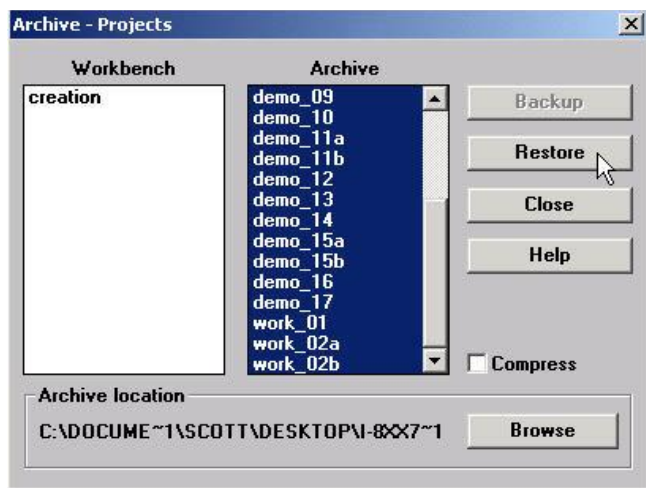 Archive - Projects
Workbench
Archive
creation
demo_09
demo_10
demo_11a
demo_11b
demo_12
demo_13
demo_14
demo_15a
demo_15b
demo_16
demo_17
work_01
work_02a
work_02b
Backup
Restore
Close
Help
Compress
Archive location
C:\DOCUME~1\SCOTT\DESKTOP\I-8XX7~1
Browse